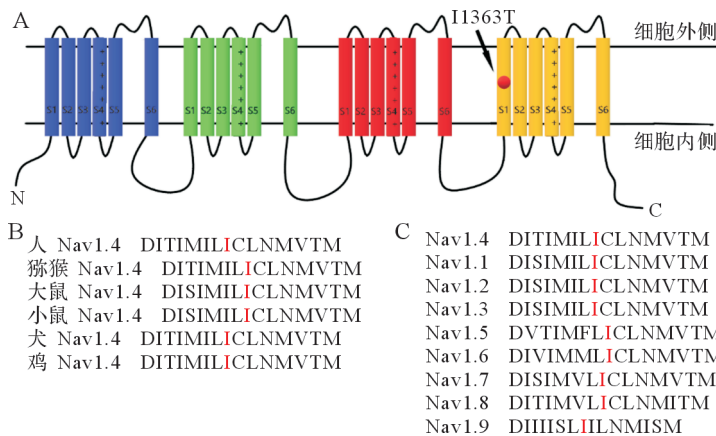 A
I1363T
细胞外侧
S1 S2 S3 S4 S5 S6 S1 S2 S3 S4 S5 S6 S1 S2 S3 S4 S5 S6 S1 S2 S3 S4 S5 S6
细胞内侧
N
C
B
人 Nav1.4 DITIMILICLNMVTM
猕猴 Nav1.4 DITIMILICLNMVTM
大鼠 Nav1.4 DISIMILICLNMVTM
小鼠 Nav1.4 DISIMILICLNMVTM
犬 Nav1.4 DITIMILICLNMVTM
鸡 Nav1.4 DITIMILICLNMVTM
C
Nav1.4 DITIMILICLNMVTM
Nav1.1 DISIMILICLNMVTM
Nav1.2 DISIMILICLNMVTM
Nav1.3 DISIMILICLNMVTM
Nav1.5 DVTIMFLICLNMVTM
Nav1.6 DIVIMMLICLNMVTM
Nav1.7 DISIMVLICLNMVTM
Nav1.8 DITIMVLICLNMITM
Nav1.9 DIIIISLIILNMISM